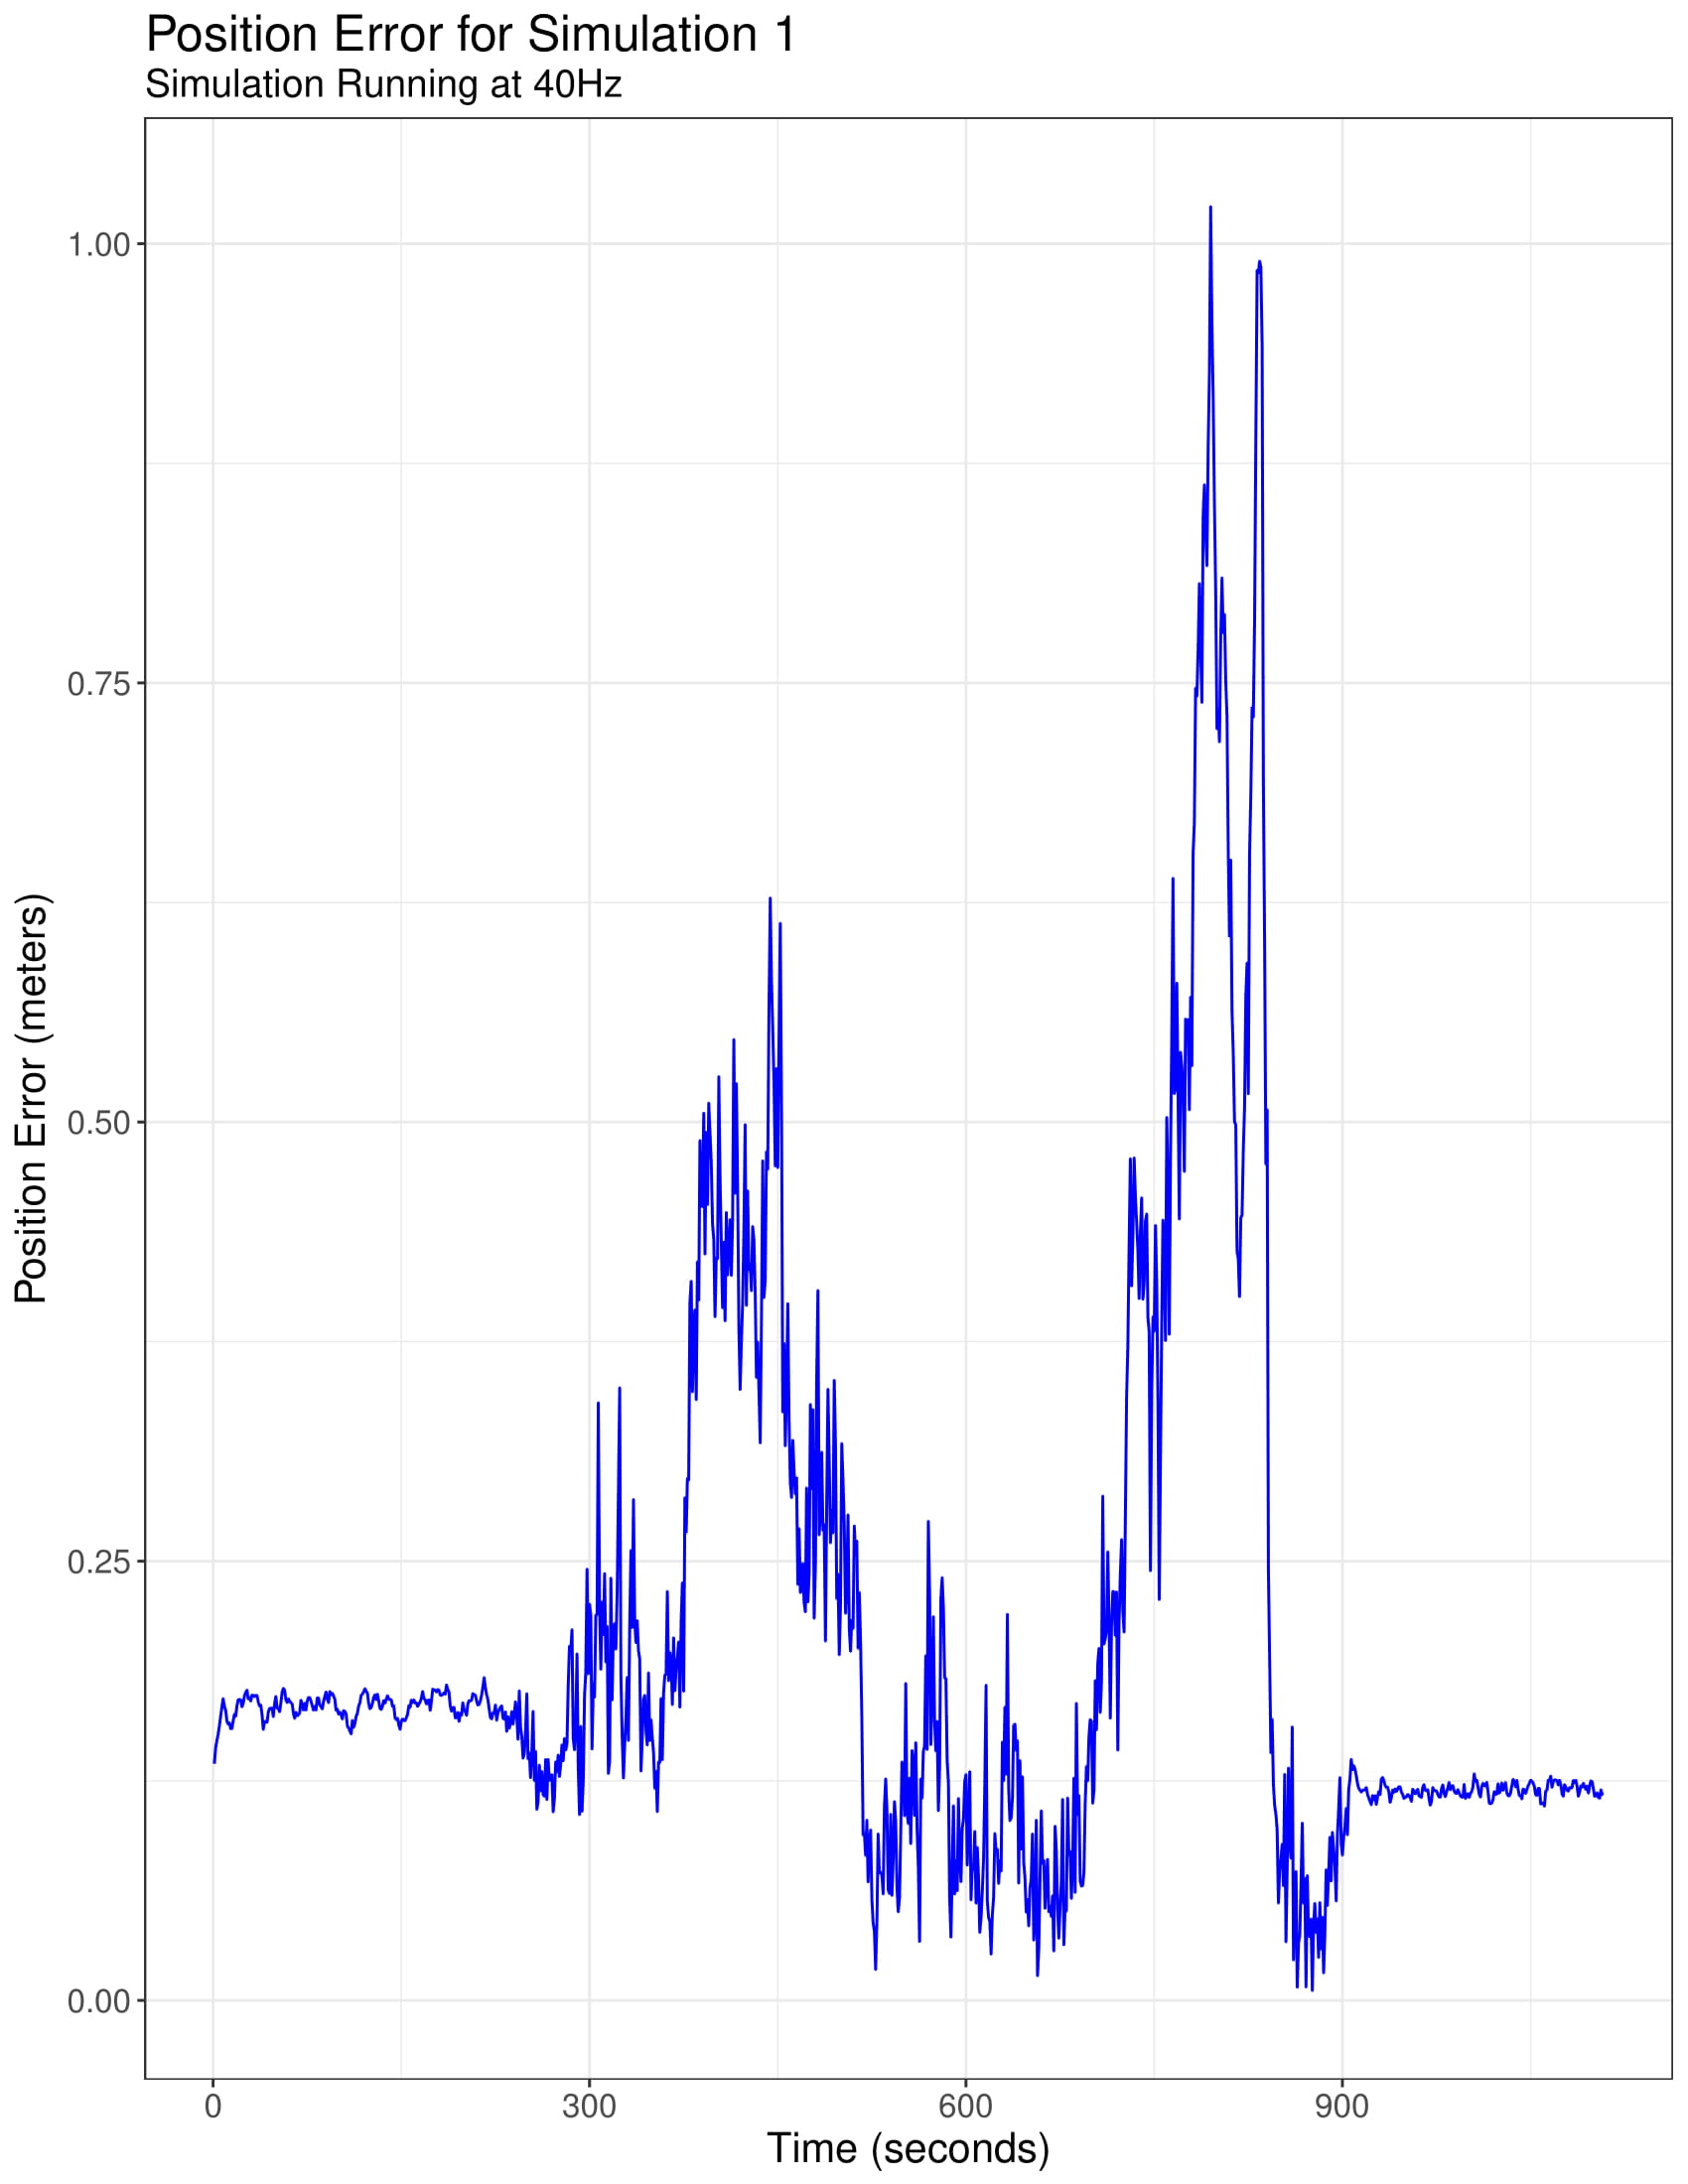 Position Error for Simulation 1
Simulation Running at 40Hz
Position Error (meters)
1.00
0.75
0.50
0.25
0.00
0 300 600 900
Time (seconds)